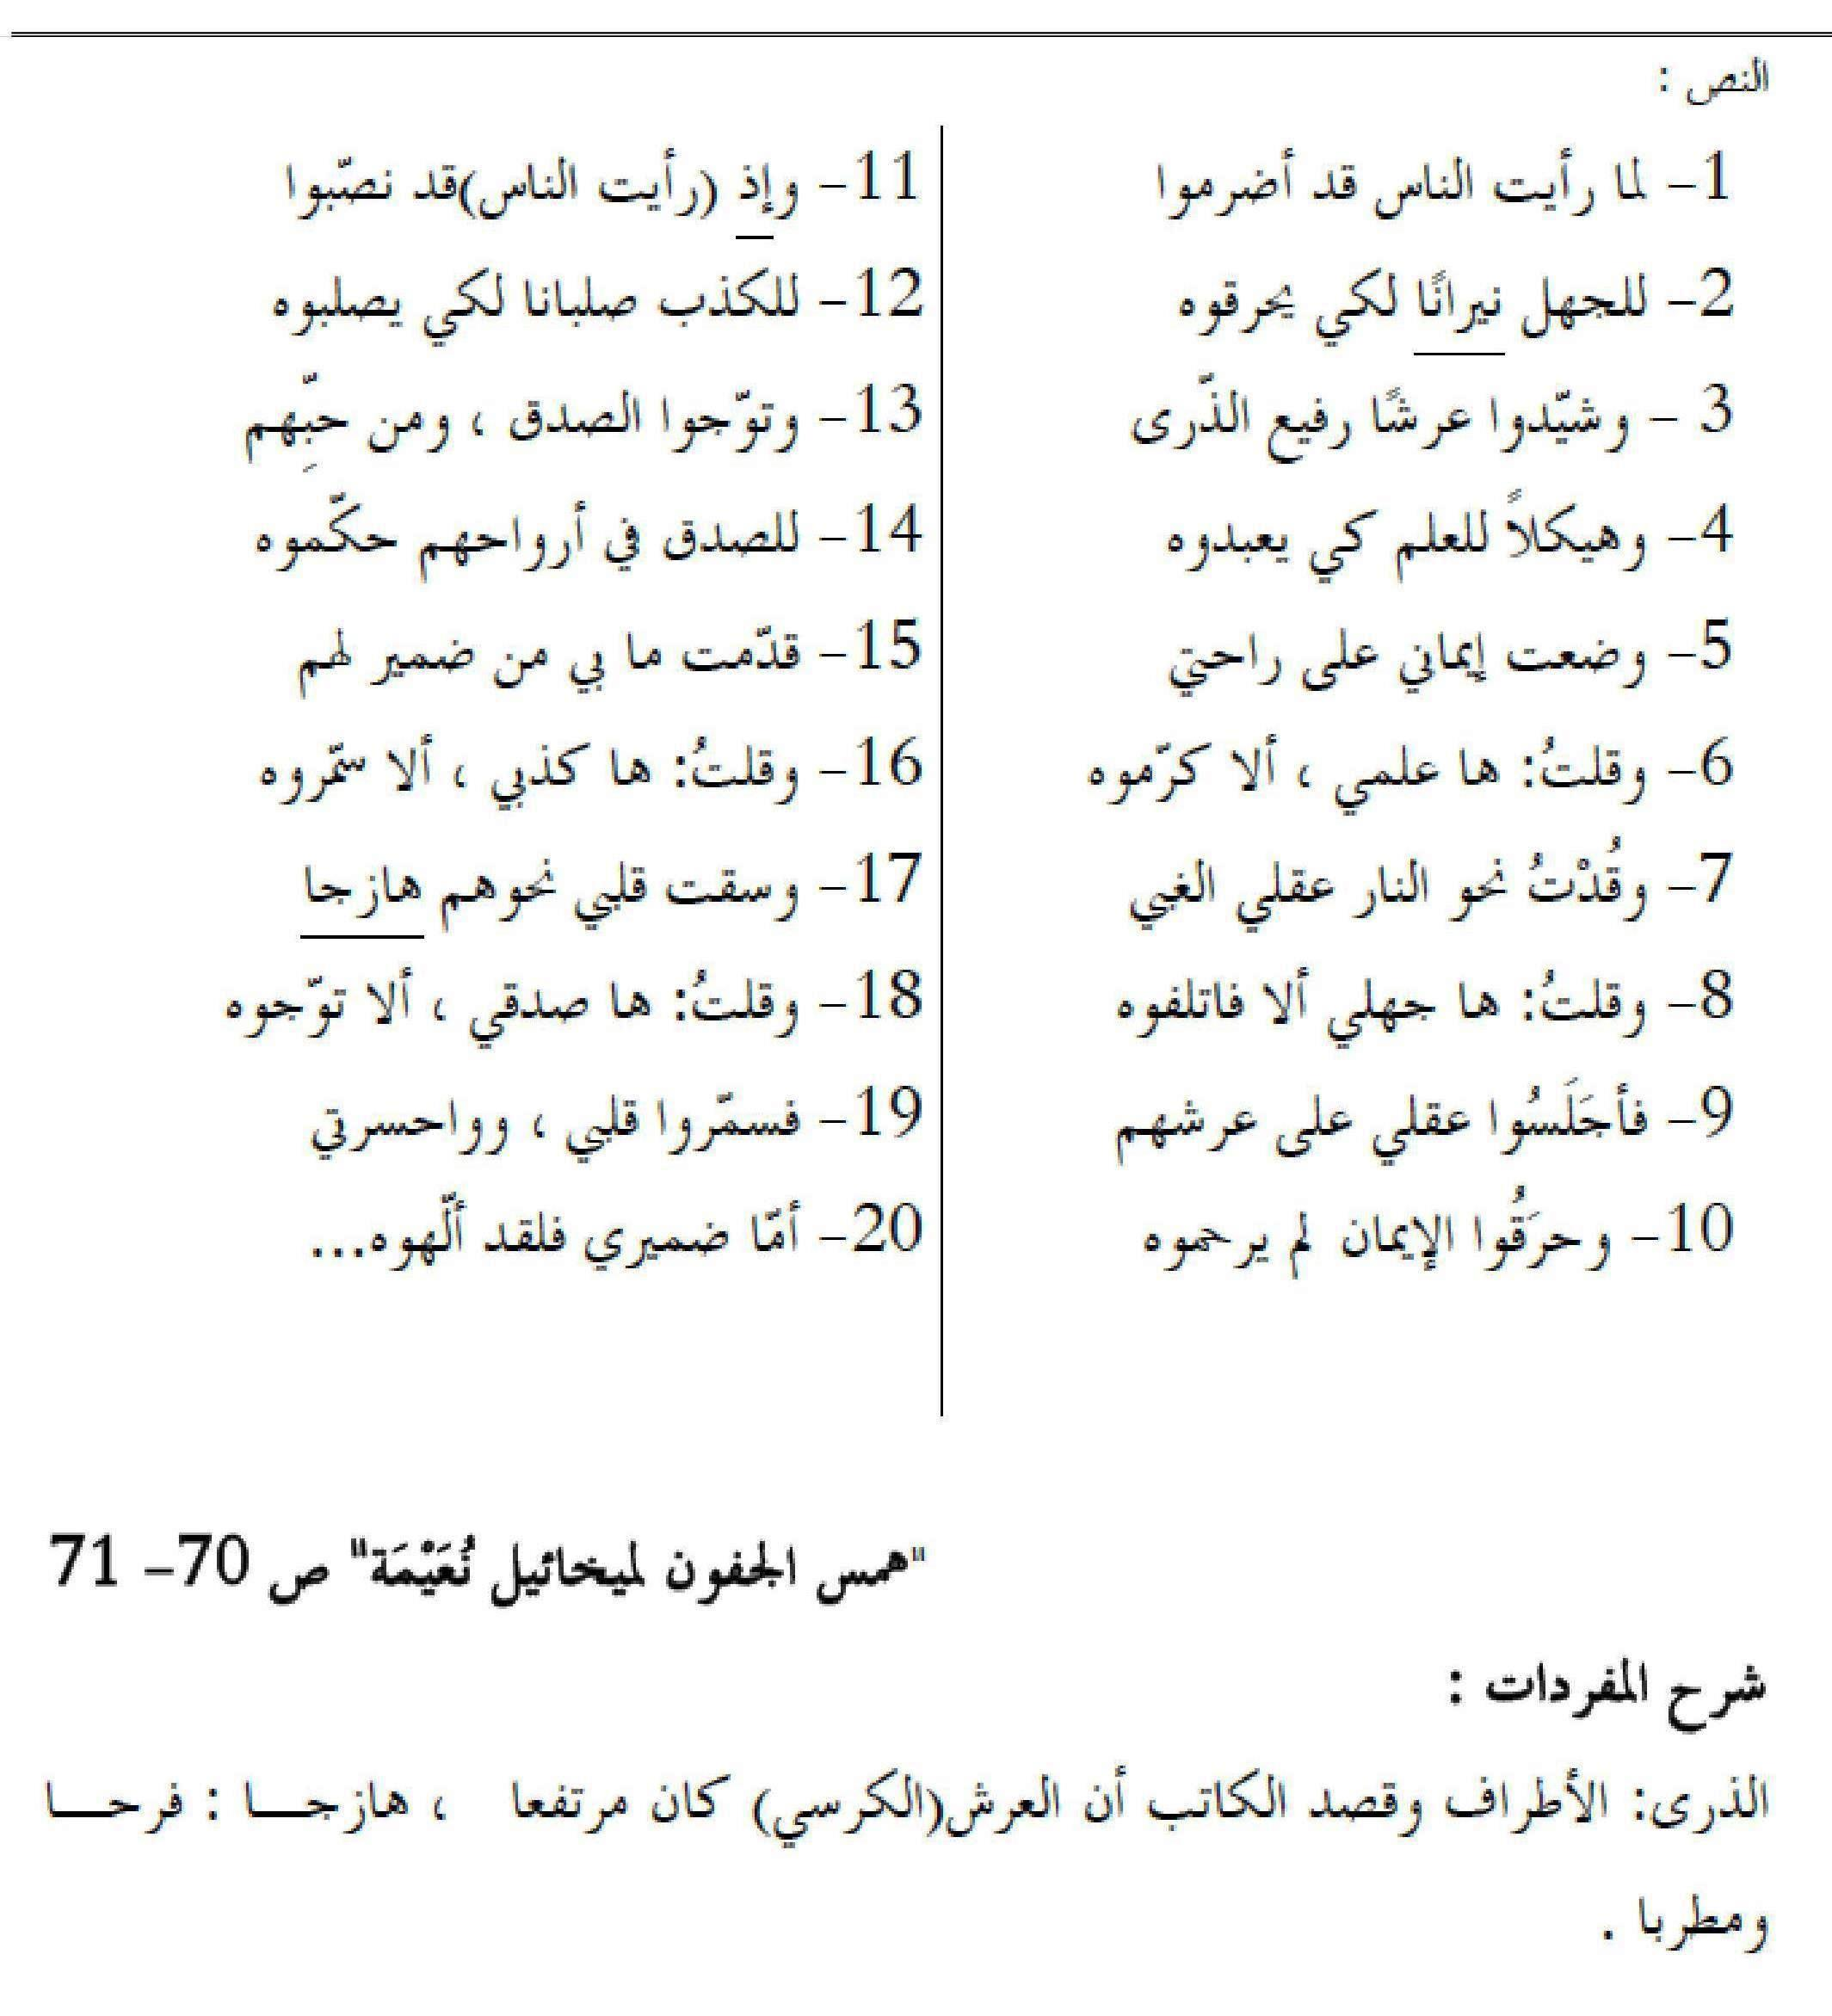 النص :
1- لما رأيت الناس قد أضرموا
2- للجهل نيرانًا لكي يحرقوه
3 - وشيّدوا عرشًا رفيع الذّرى
4- وهيكلاً للعلم كي يعبدوه
5- وضعت إيماني على راحتي
6- وقلتُ: ها علمي ، ألا كرّموه
7- وقُدْتُ نحو النار عقلي الغبي
8- وقلتُ: ها جهلي ألا فاتلفوه
9- فأجَلَسُوا عقلي على عرشهم
10- وحرَقُوا الإيمان لم يرحموه
11- وإذ (رأيت الناس)قد نصّبوا
12- للكذب صلبانا لكي يصلبوه
13- وتوّجوا الصدق ، ومن حبِّهم
14- للصدق في أرواحهم حكّموه
15- قدّمت ما بي من ضمير لهم
16- وقلتُ: ها كذبي ، ألا سمّروه
17- وسقت قلبي نحوهم هازجا
18- وقلتُ: ها صدقي ، ألا توّجوه
19- فسمّروا قلبي ، وواحسرتي
20- أمّا ضميري فلقد ألّهوه...
"همس الجفون لميخائيل نُعَيْمَة" ص 70- 71
شرح المفردات :
الذرى: الأطراف وقصد الكاتب أن العرش(الكرسي) كان مرتفعا ، هازجـــا : فرحـــا
ومطربا .